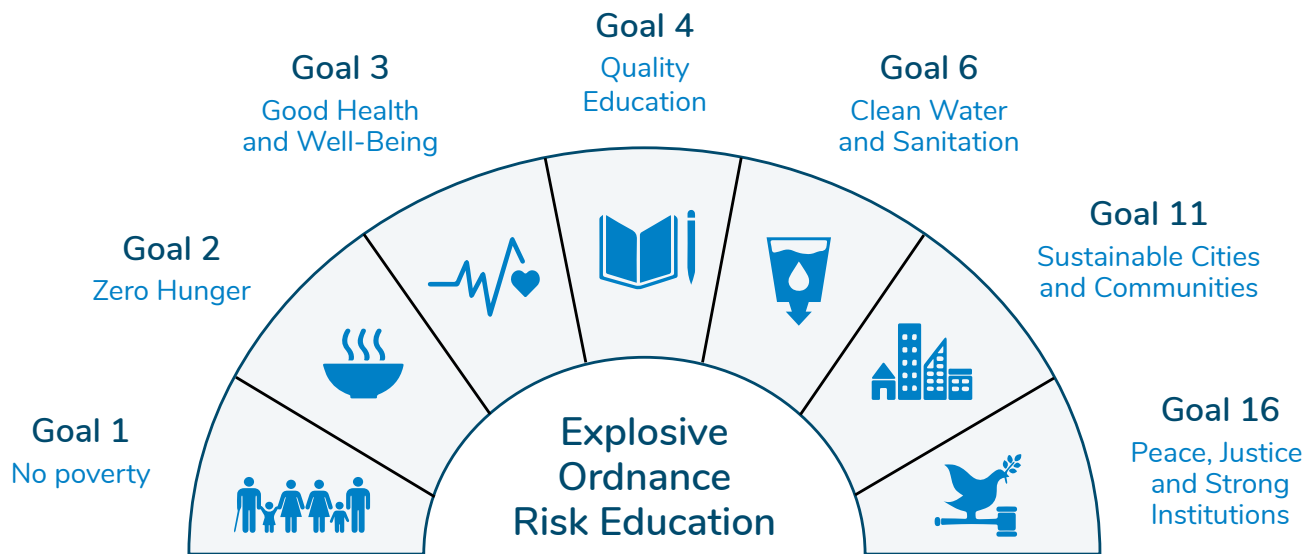 Goal 1
No poverty
Goal 2
Zero Hunger
Goal 3
Good Health
and Well-Being
Goal 4
Quality
Education
Goal 6
Clean Water
and Sanitation
Goal 11
Sustainable Cities
and Communities
Goal 16
Peace, Justice
and Strong
Institutions
Explosive
Ordnance
Risk Education